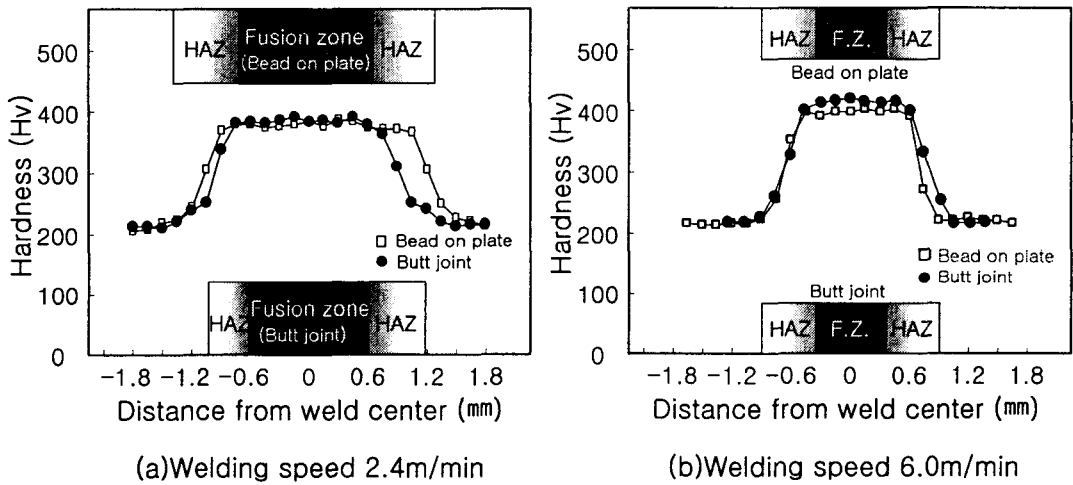 HAZ Fusion zone HAZ
(Bead on plate)
500
400
300
200
100
0
Hardness (Hv)
Bead on plate
Butt joint
HAZ Fusion zone HAZ
(Butt joint)
-1.8 -1.2 -0.6 0 0.6 1.2 1.8
Distance from weld center (mm)
(a)Welding speed 2.4m/min
HAZ F.Z. HAZ
Bead on plate
500
400
300
200
100
0
Hardness (Hv)
Bead on plate
Butt joint
Butt joint
HAZ F.Z. HAZ
-1.8 -1.2 -0.6 0 0.6 1.2 1.8
Distance from weld center (mm)
(b)Welding speed 6.0m/min